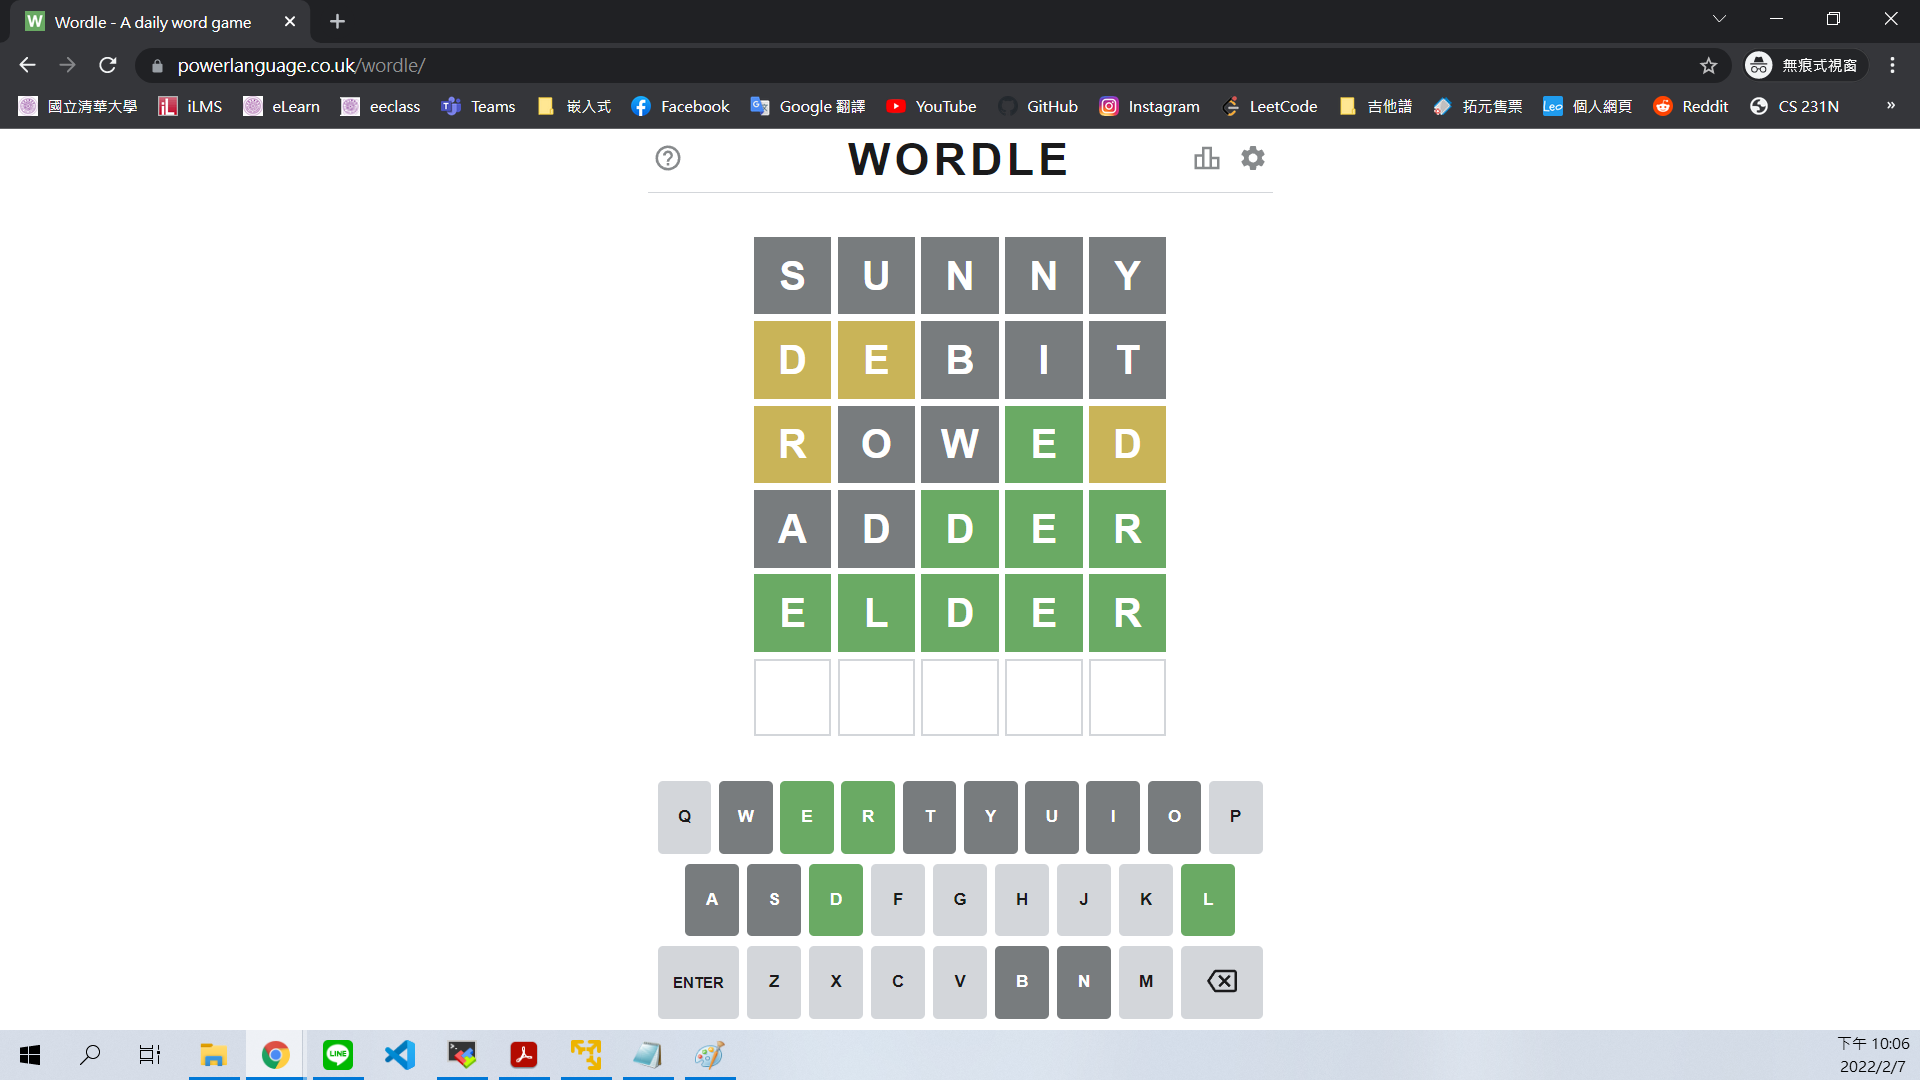 W Wordle - A daily word game
powerlanguage.co.uk/wordle/
無痕式視窗
國立清華大學 iLMS eLearn eeclass Teams 嵌入式 Facebook Google 翻譯 YouTube GitHub Instagram LeetCode 吉他譜 拓元售票 Leo 個人網頁 Reddit CS 231N »
WORDLE
S U N N Y
D E B I T
R O W E D
A D D E R
E L D E R
Q W E R T Y U I O P
A S D F G H J K L
ENTER Z X C V B N M
LINE
下午 10:06
2022/2/7